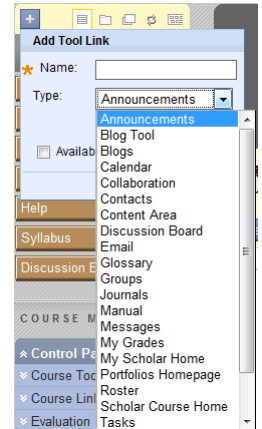 +
Add Tool Link
* Name:
Type:
Announcements
Announcements
Blog Tool
Availab
Blogs
Calendar
Collaboration
Contacts
Content Area
Help
Discussion Board
Email
Syllabus
Glossary
Groups
Discussion
Journals
Manual
COURSE M
Messages
My Grades
Control Pa
My Scholar Home
Course Too
Portfolios Homepage
Roster
Course Lin
Scholar Course Home
Evaluation
Tasks